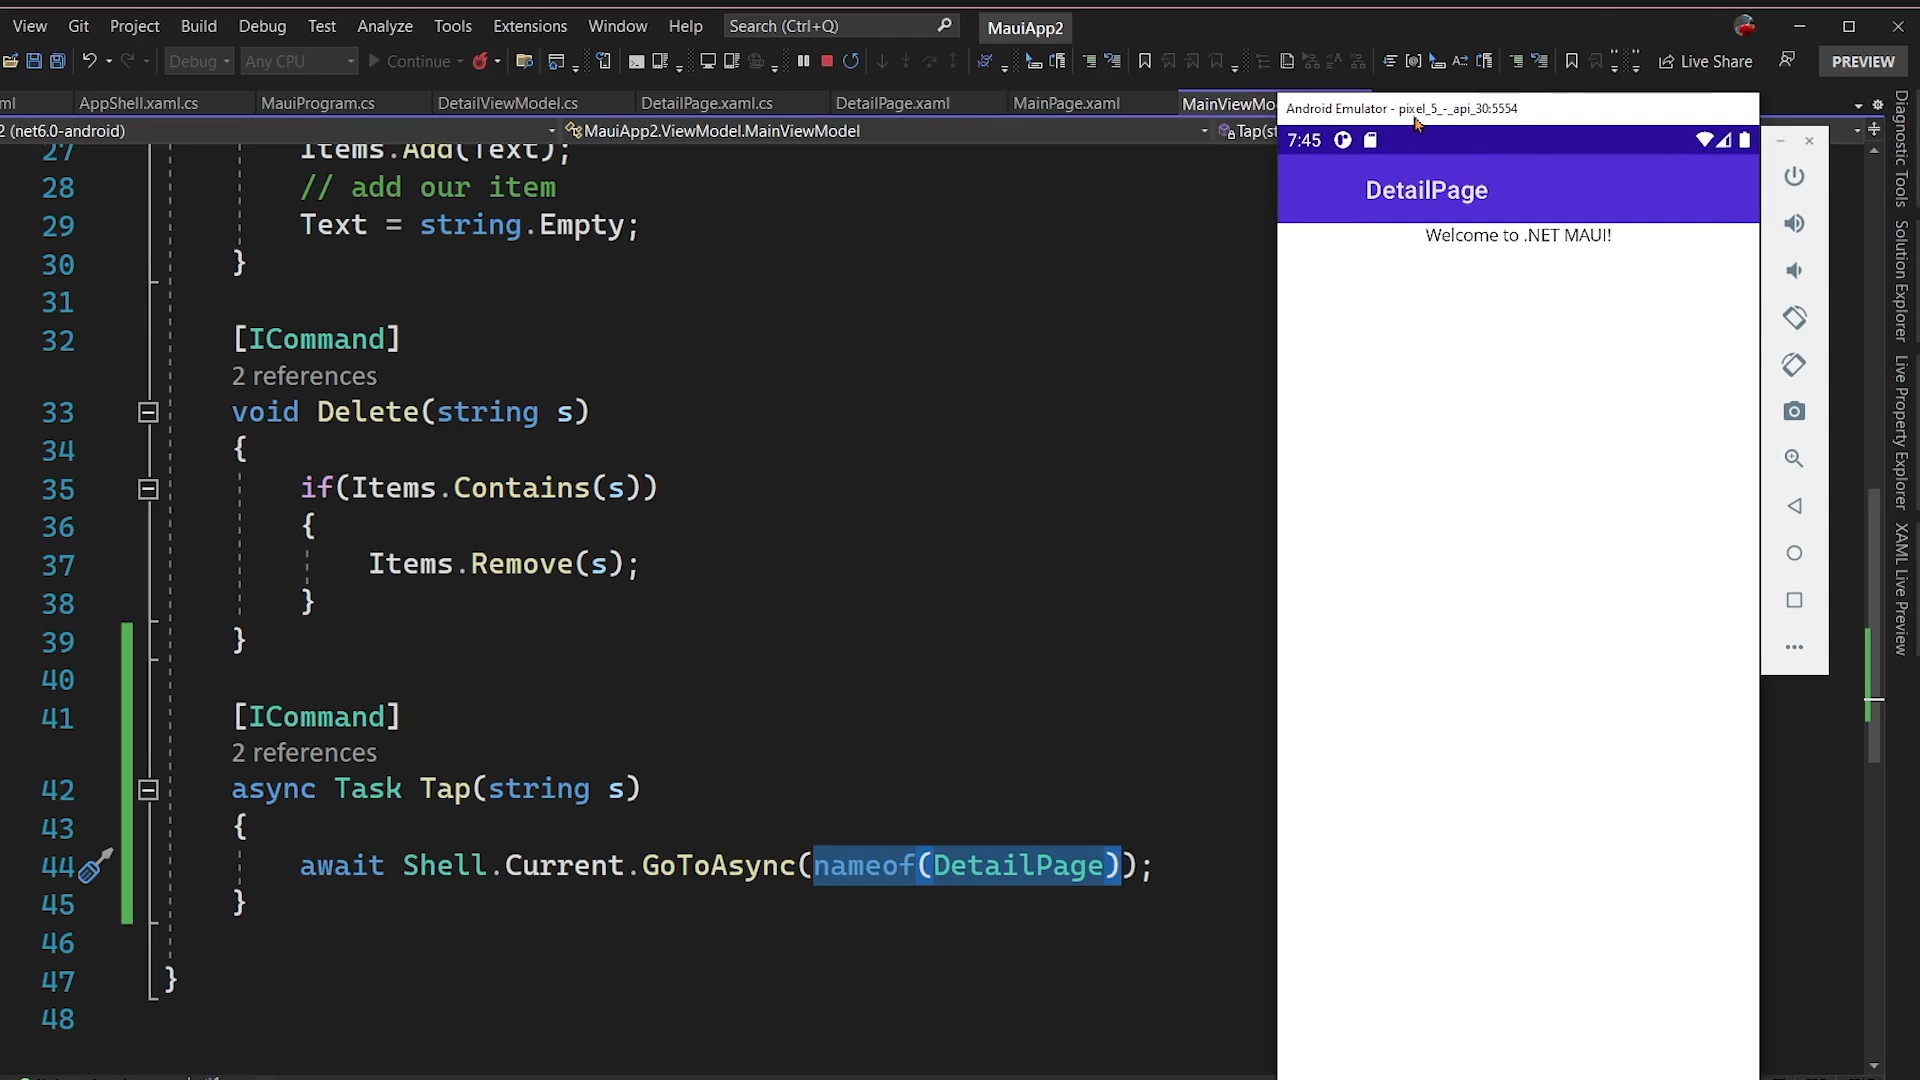 View Git Project Build Debug Test Analyze Tools Extensions Window Help Search (Ctrl+Q) MauiApp2
Debug Any CPU Continue Live Share PREVIEW
ml AppShell.xaml.cs MauiProgram.cs DetailViewModel.cs DetailPage.xaml.cs DetailPage.xaml MainPage.xaml MainViewMo
2 (net6.0-android) MauiApp2.ViewModel.MainViewModel Tap(st
27 Items.Add(Text);
28 // add our item
29 Text = string.Empty;
30 }
31
32 [ICommand]
2 references
33 void Delete(string s)
34 {
35 if(Items.Contains(s))
36 {
37 Items.Remove(s);
38 }
39 }
40
41 [ICommand]
2 references
42 async Task Tap(string s)
43 {
44 await Shell.Current.GoToAsync(nameof(DetailPage));
45 }
46
47 }
48
Android Emulator - pixel_5_-_api_30:5554
7:45
DetailPage
Welcome to .NET MAUI!
Diagnostic Tools
Solution Explorer
Live Property Explorer
XAML Live Preview